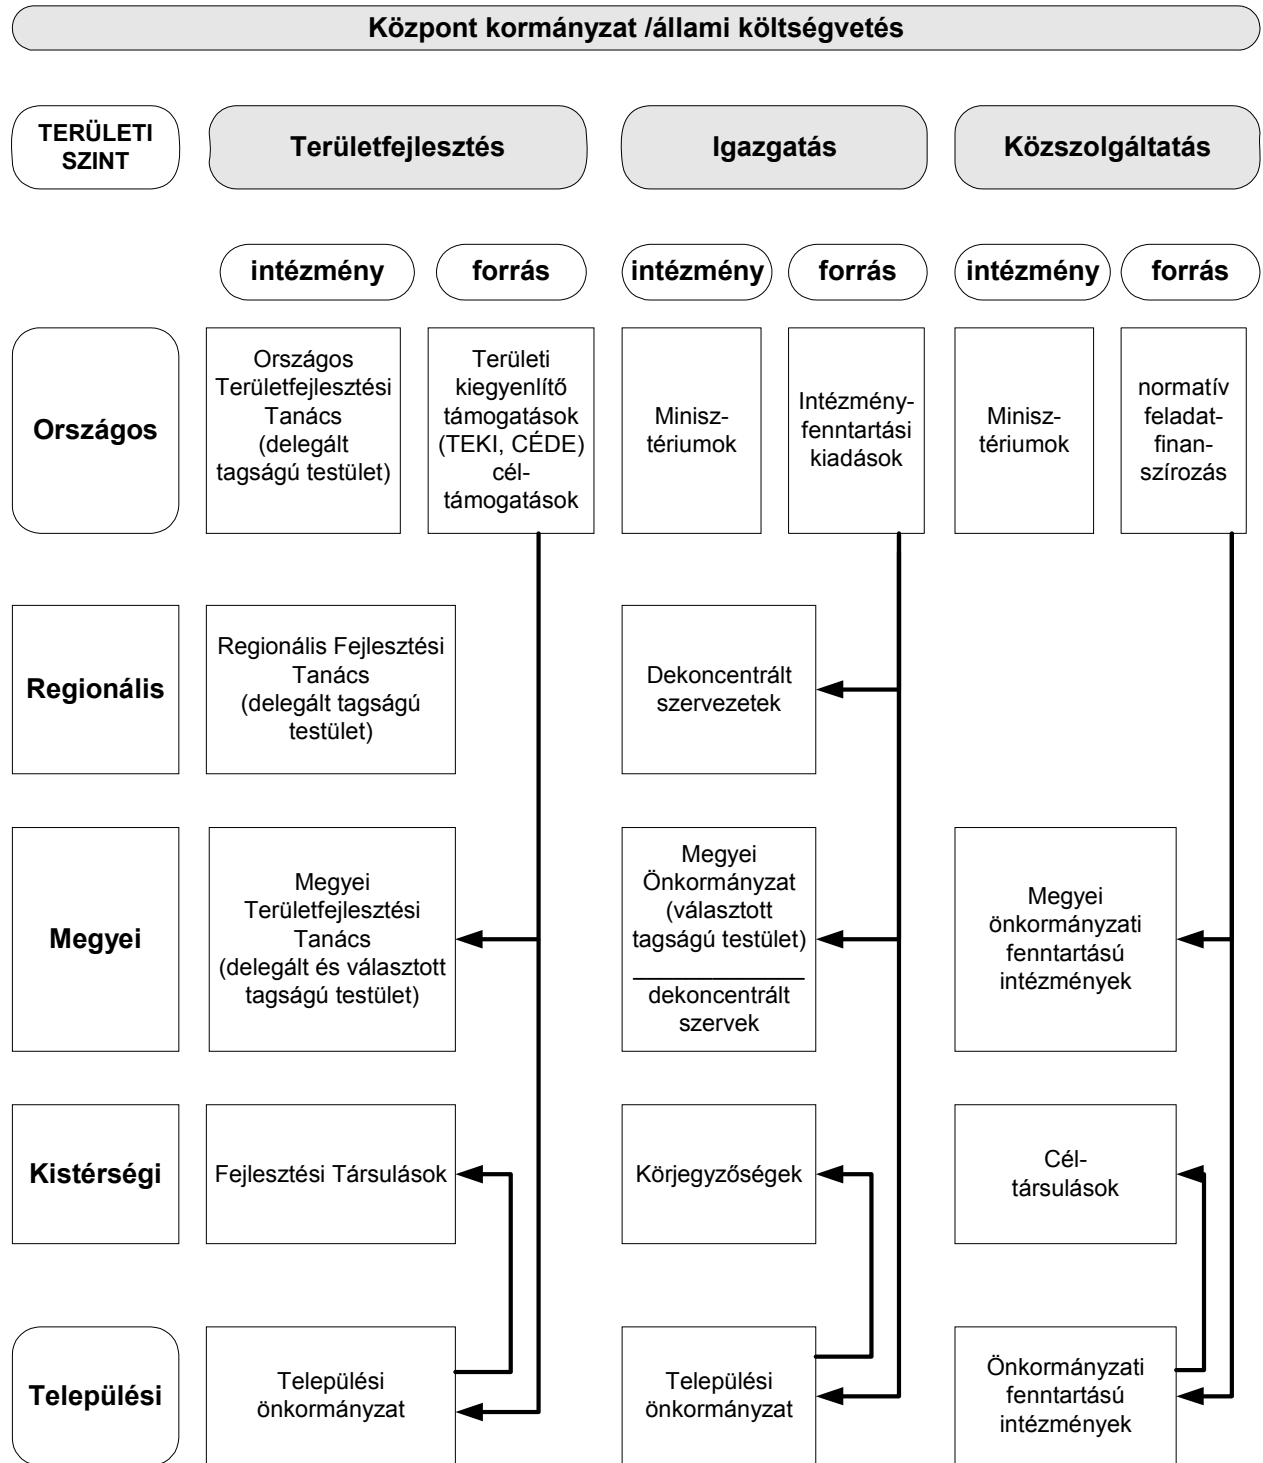 Központ kormányzat /állami költségvetés
TERÜLETI
SZINT
Területfejlesztés
Igazgatás
Közszolgáltatás
intézmény
forrás
intézmény
forrás
intézmény
forrás
Országos
Országos
Területfejlesztési
Tanács
(delegált
tagságú testület)
Területi
kiegyenlítő
támogatások
(TEKI, CÉDE)
cél-
támogatások
Minisz-
tériumok
Intézmény-
fenntartási
kiadások
Minisz-
tériumok
normatív
feladat-
finan-
szírozás
Regionális
Regionális Fejlesztési
Tanács
(delegált tagságú
testület)
Dekoncentrált
szervezetek
Megyei
Megyei
Területfejlesztési
Tanács
(delegált és választott
tagságú testület)
Megyei
Önkormányzat
(választott
tagságú testület)
dekoncentrált
szervek
Megyei
önkormányzati
fenntartású
intézmények
Kistérségi
Fejlesztési Társulások
Körjegyzőségek
Cél-
társulások
Települési
Települési
önkormányzat
Települési
önkormányzat
Önkormányzati
fenntartású
intézmények